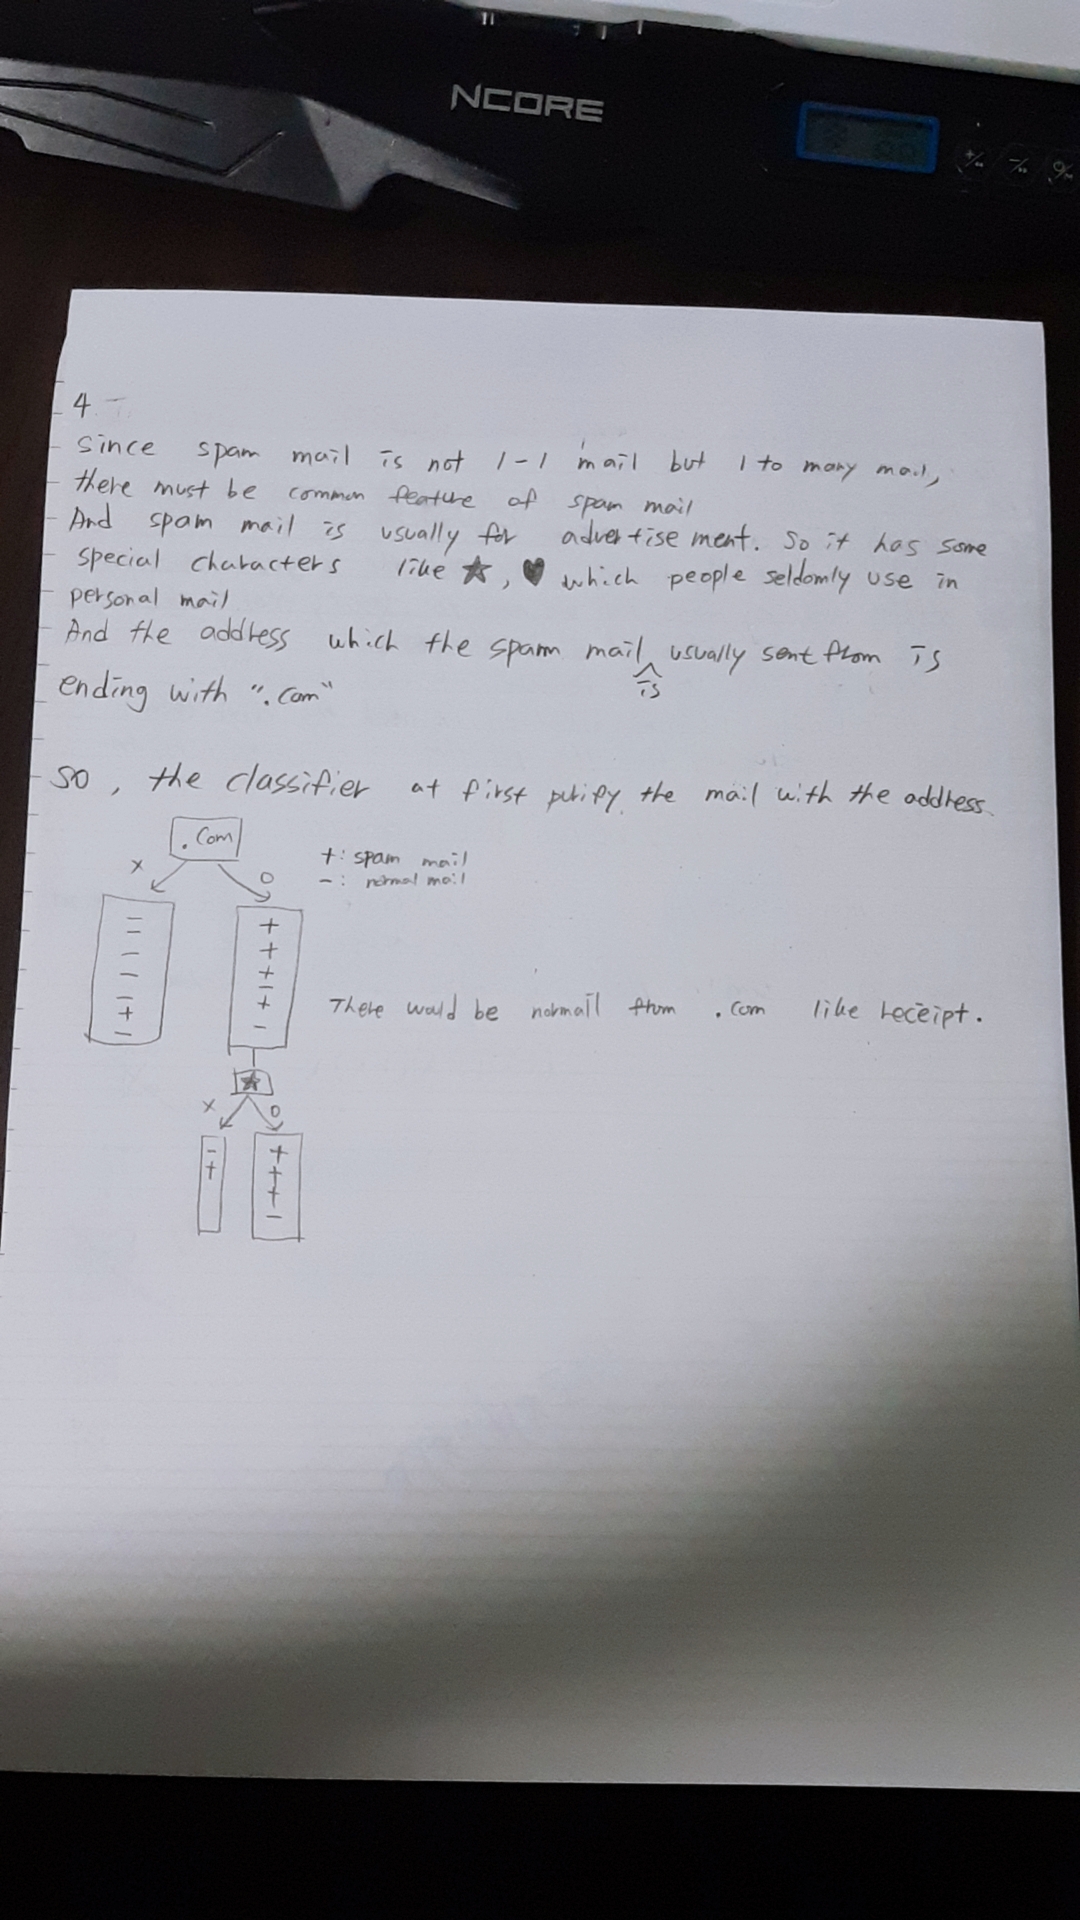 NCORE
4
Since spam mail is not 1-1 mail but 1 to many mail,
there must be common feature of spam mail
And spam mail is usually for advertisement. So it has some
special characters like ★, ♥ which people seldomly use in
personal mail
And the address which the spam mail is usually sent from is
ending with ".com"
So, the classifier at first purify the mail with the address
.com
+: spam mail
X O
-: normal mail
− +
− +
− +
− −
− +
+ −
−
There would be normail from .com like receipt.
★
X O
− +
+ +
+
−